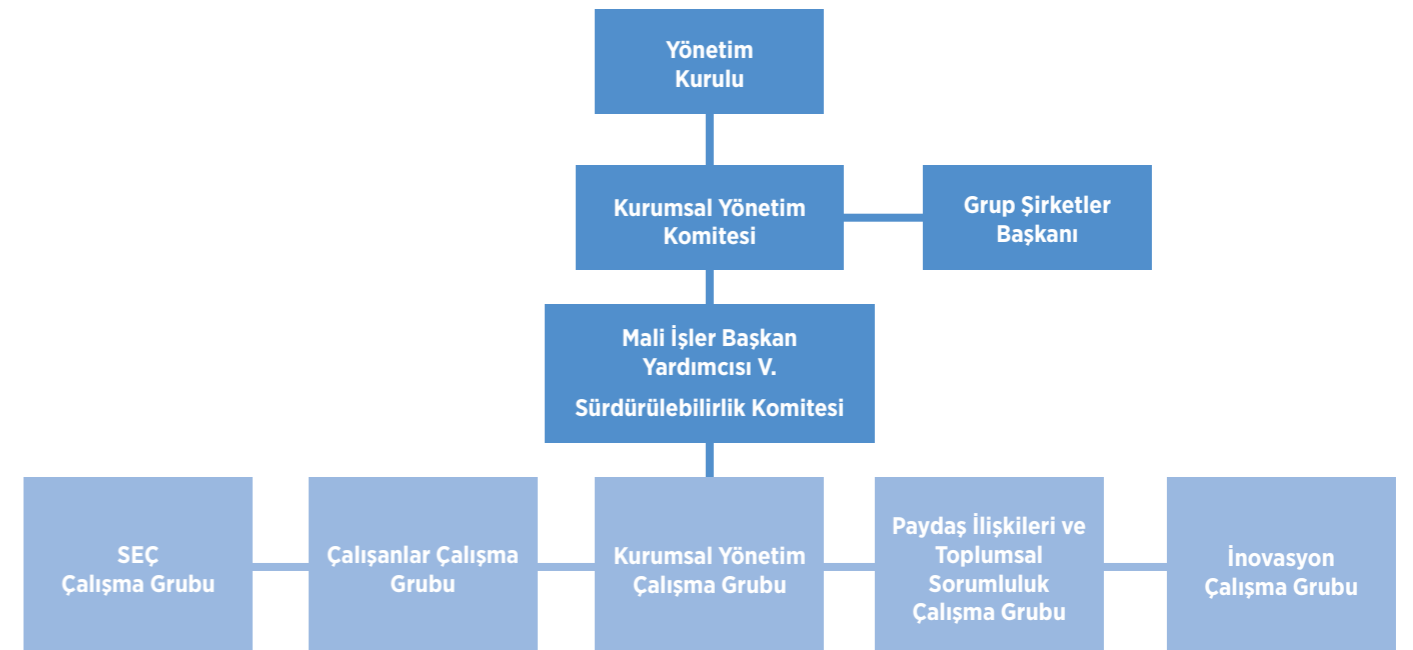 Yönetim
Kurulu
Kurumsal Yönetim
Komitesi
Grup Şirketler
Başkanı
Mali İşler Başkan
Yardımcısı V.
Sürdürülebilirlik Komitesi
SEÇ
Çalışma Grubu
Çalışanlar Çalışma
Grubu
Kurumsal Yönetim
Çalışma Grubu
Paydaş İlişkileri ve
Toplumsal
Sorumluluk
Çalışma Grubu
İnovasyon
Çalışma Grubu